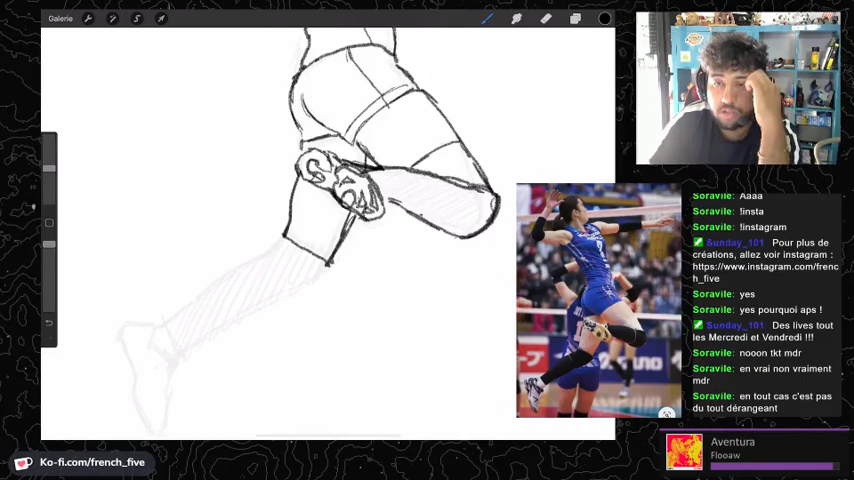 Galerie
Soravile: Aaaa
Soravile: !insta
Soravile: !instagram
Sunday_101 Pour plus de
créations, allez voir instagram :
https://www.instagram.com/frenc
h_five
Soravile: yes
Soravile: yes pourquoi aps !
Sunday_101: Des lives tout
les Mercredi et Vendredi !!!
Soravile: nooon tkt mdr
Soravile: en vrai non vraiment
mdr
Soravile: en tout cas c'est pas
du tout dérangeant
Aventura
Flooaw
Ko-fi.com/french_five